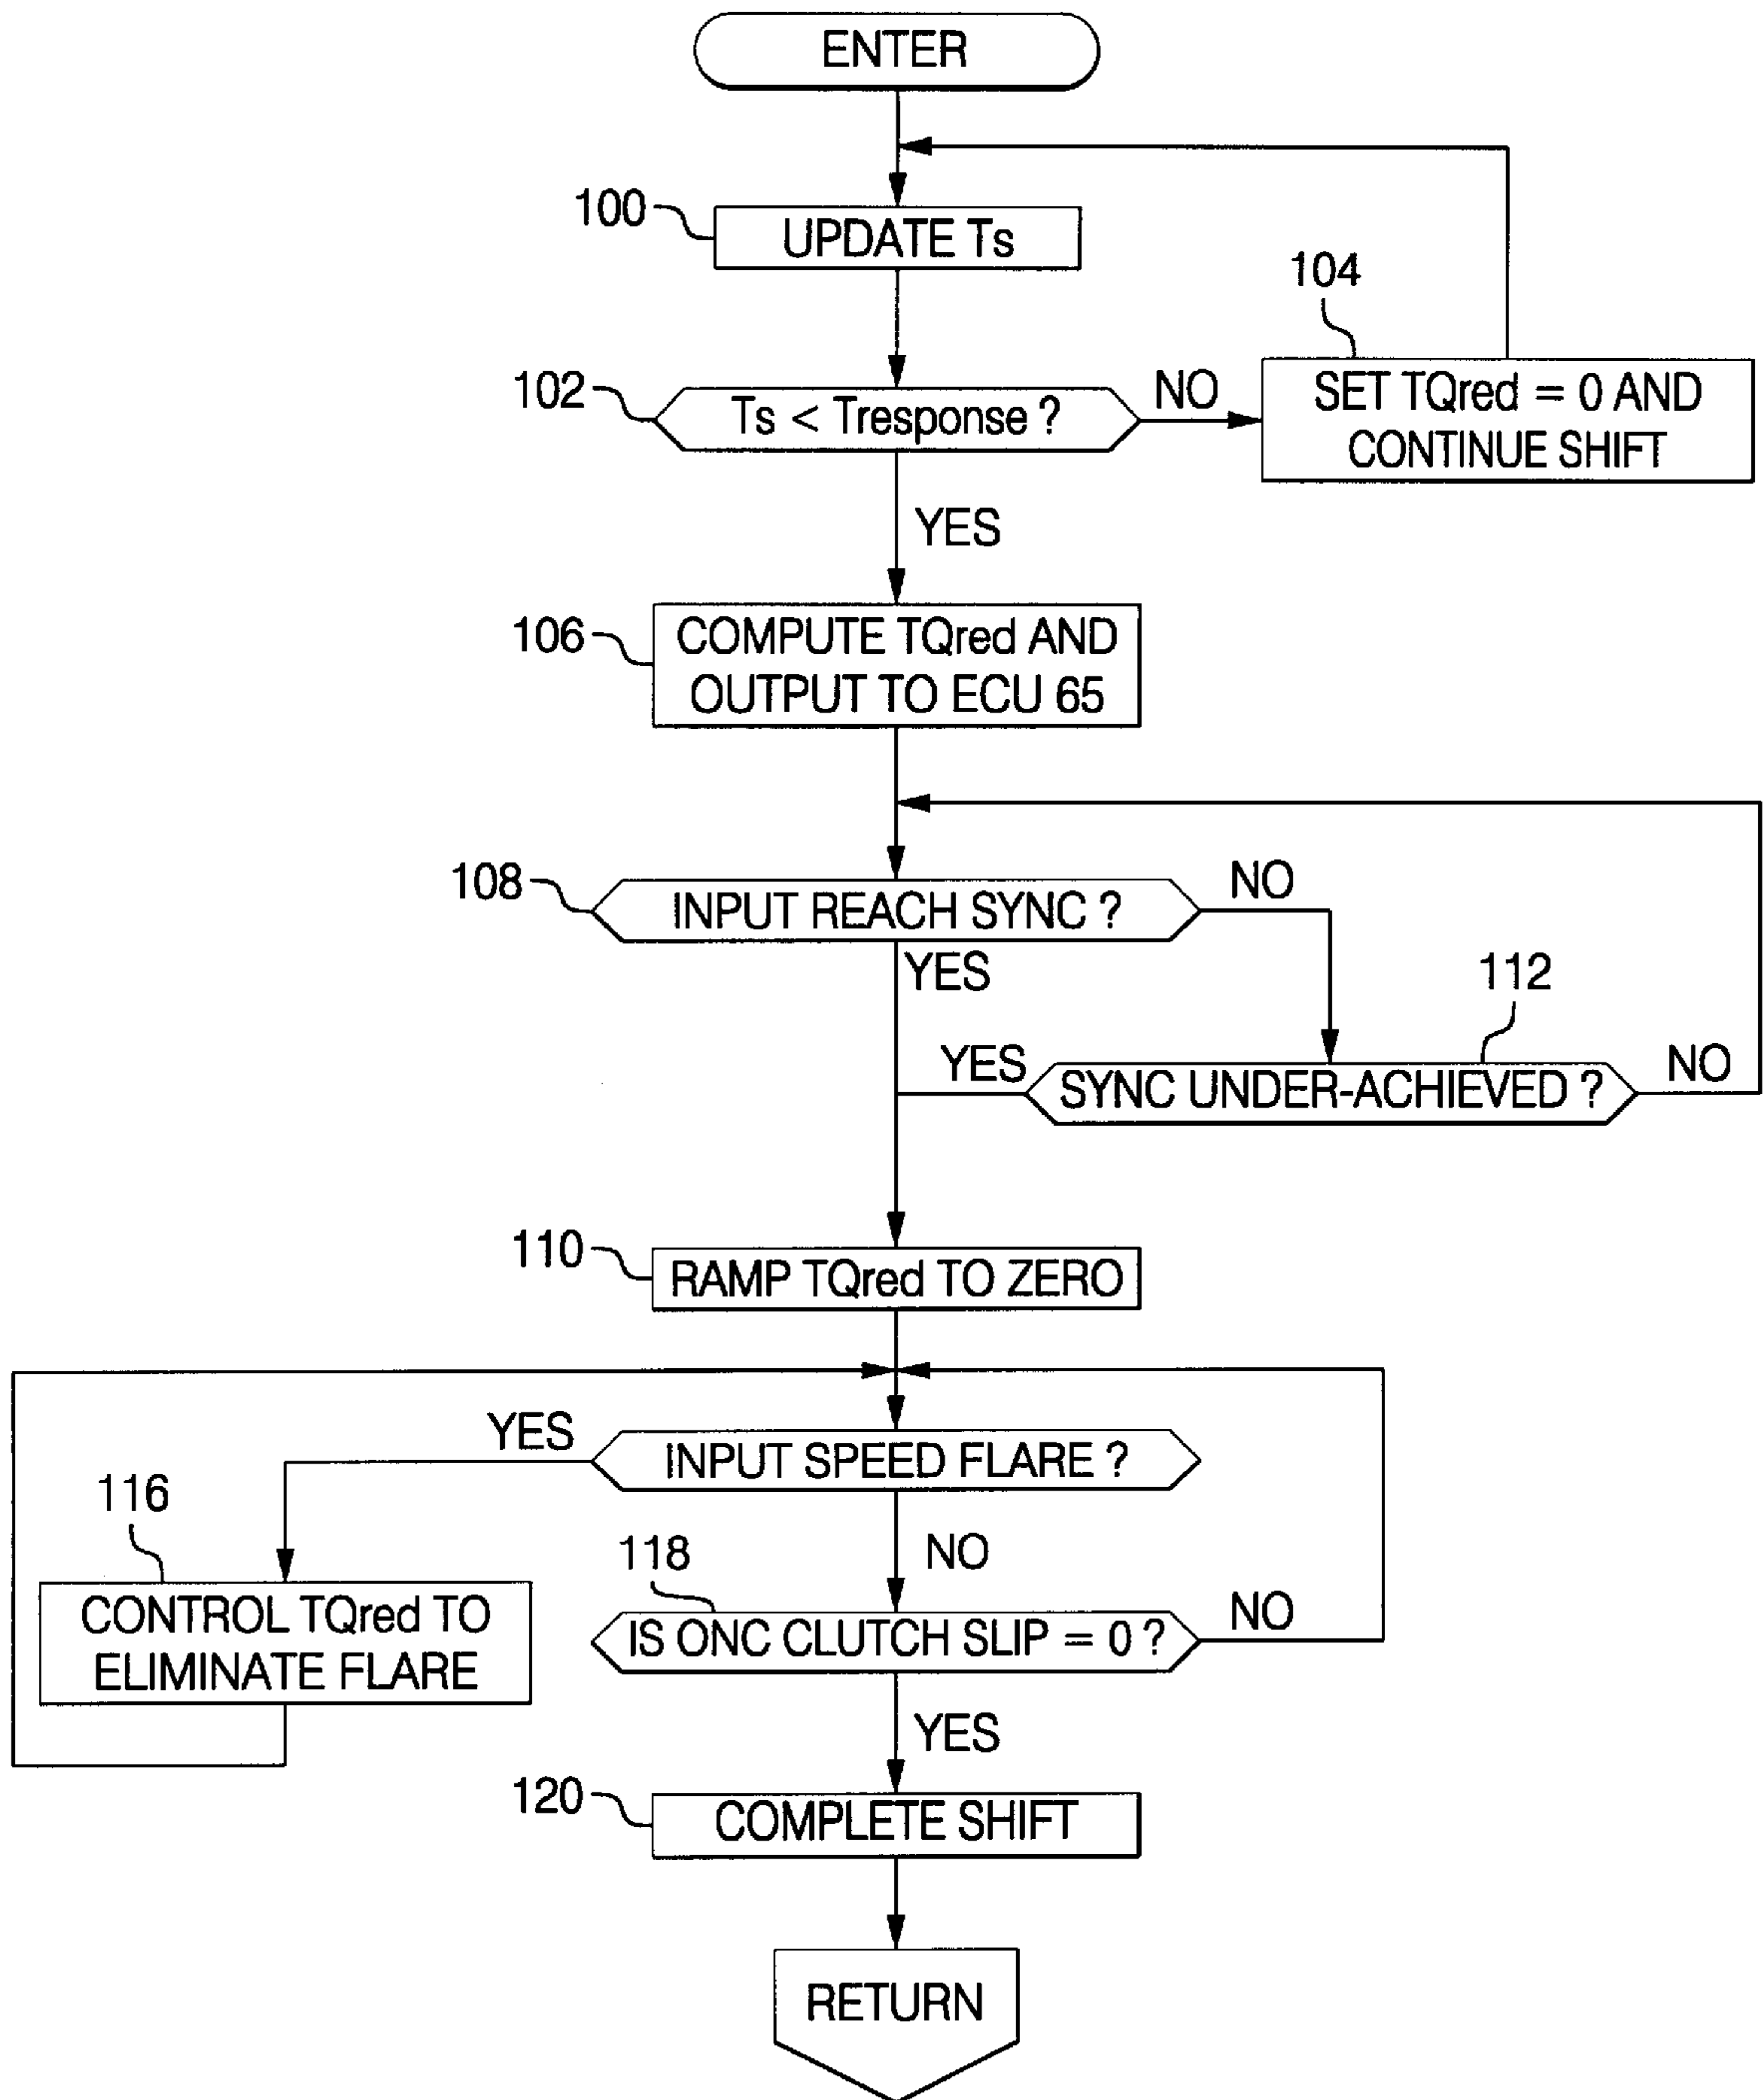 ENTER
100
UPDATE Ts
104
102
Ts < Tresponse ?
NO
SET TQred = 0 AND
CONTINUE SHIFT
YES
106
COMPUTE TQred AND
OUTPUT TO ECU 65
108
INPUT REACH SYNC ?
NO
YES
112
YES
SYNC UNDER-ACHIEVED ?
NO
110
RAMP TQred TO ZERO
YES
INPUT SPEED FLARE ?
116
CONTROL TQred TO
ELIMINATE FLARE
NO
118
IS ONC CLUTCH SLIP = 0 ?
NO
YES
120
COMPLETE SHIFT
RETURN